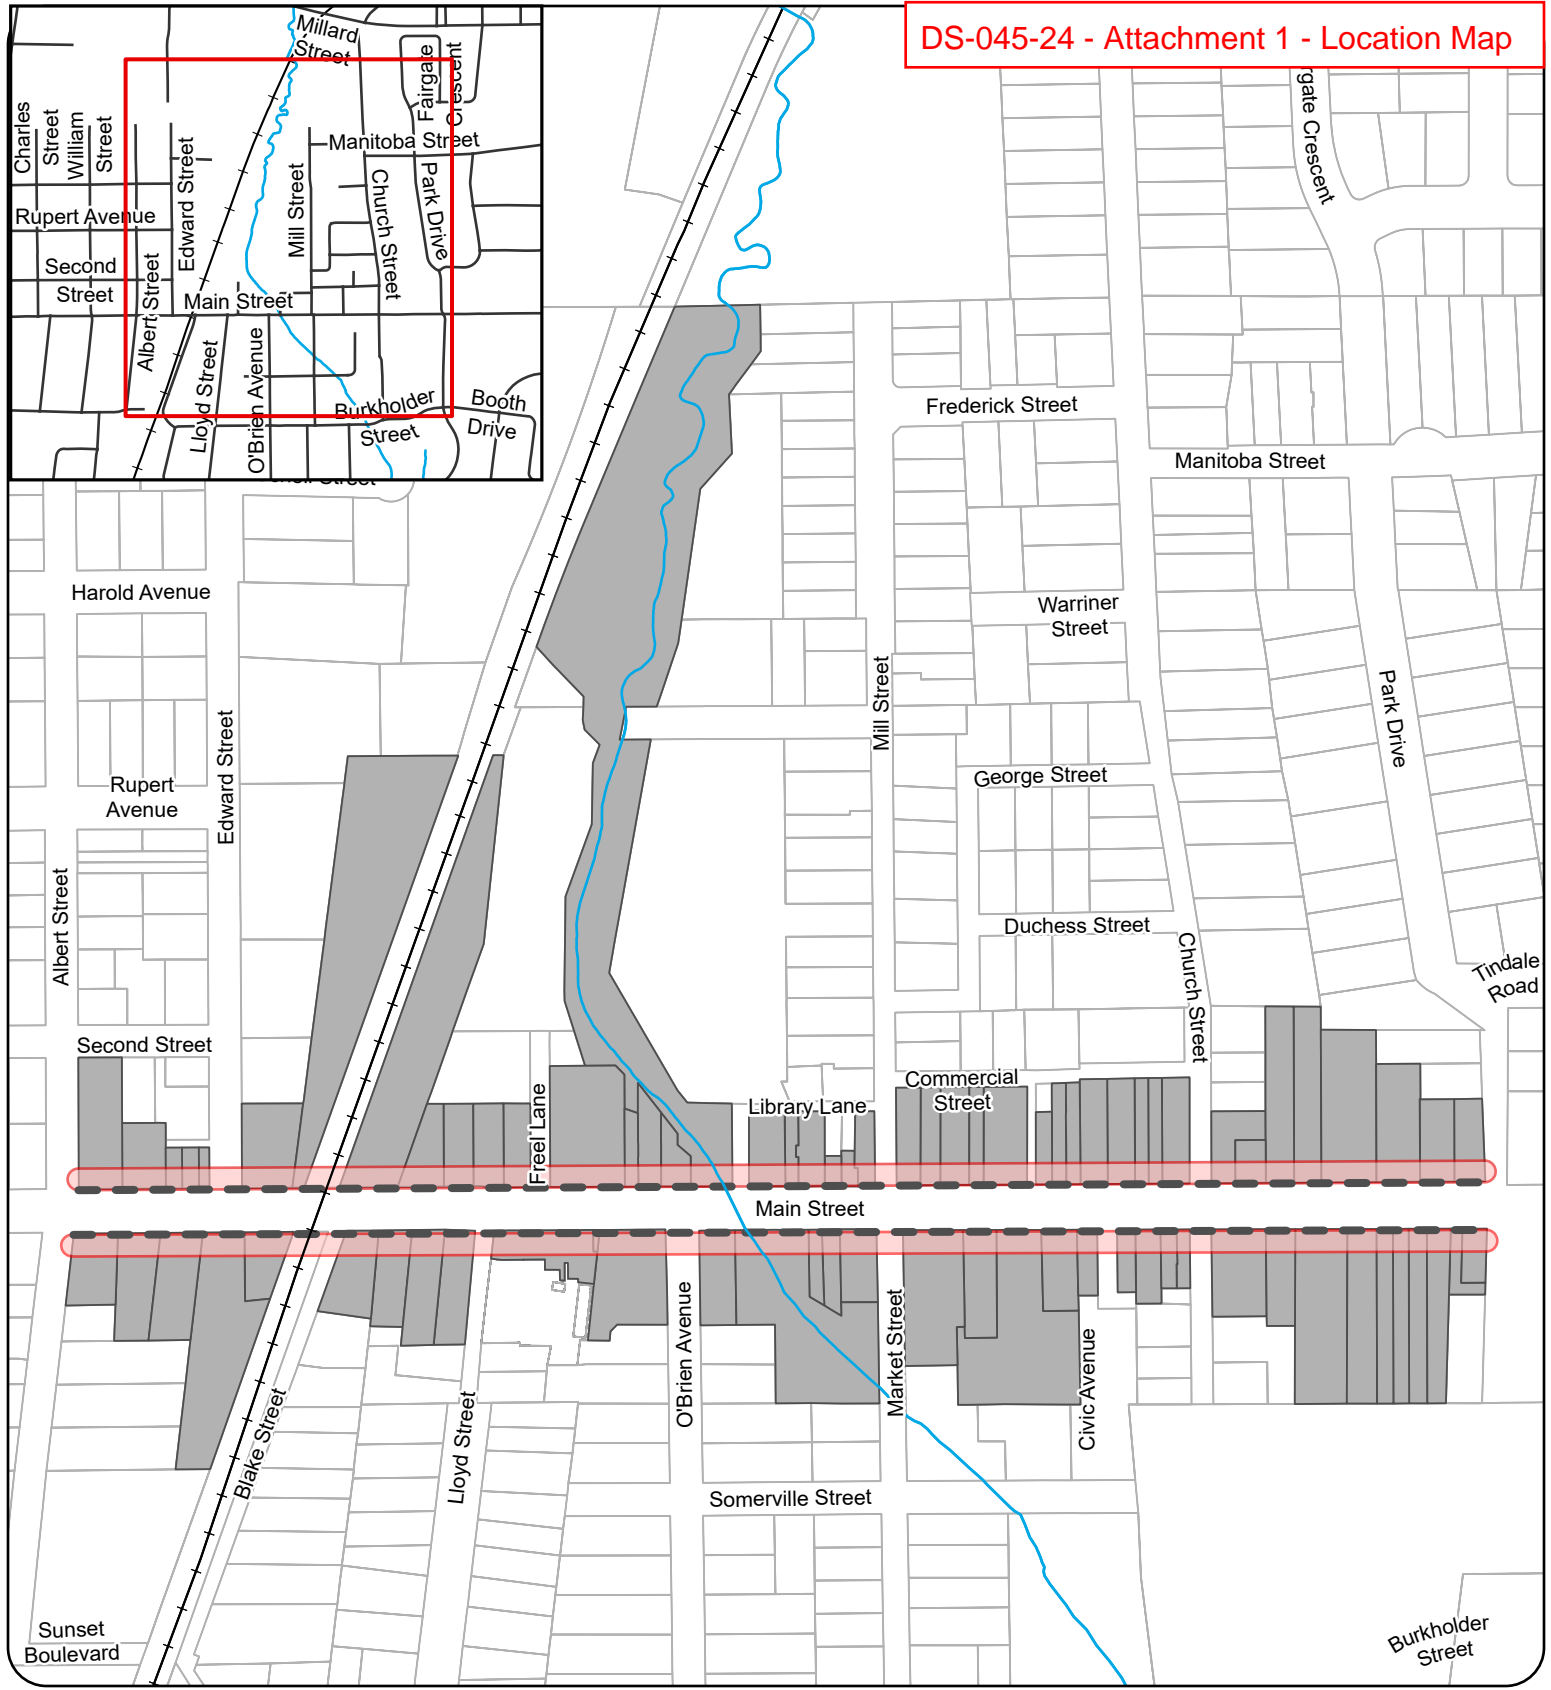 DS-045-24 - Attachment 1 - Location Map
Millard
Street
Fairgate
Crescent
Charles
Street
William
Street
Manitoba Street
Edward Street
Mill Street
Church Street
Park Drive
Rupert Avenue
Second
Street
Albert Street
Main Street
Lloyd Street
O'Brien Avenue
Burkholder
Street
Booth
Drive
rgate Crescent
Frederick Street
Manitoba Street
Street
Harold Avenue
Warriner
Street
Mill Street
Park Drive
Edward Street
Rupert
Avenue
George Street
Albert Street
Duchess Street
Church Street
Tindale
Road
Second Street
Commercial
Street
Library Lane
Freel Lane
Main Street
O'Brien Avenue
Market Street
Civic Avenue
Blake Street
Lloyd Street
Somerville Street
Sunset
Boulevard
Burkholder
Street